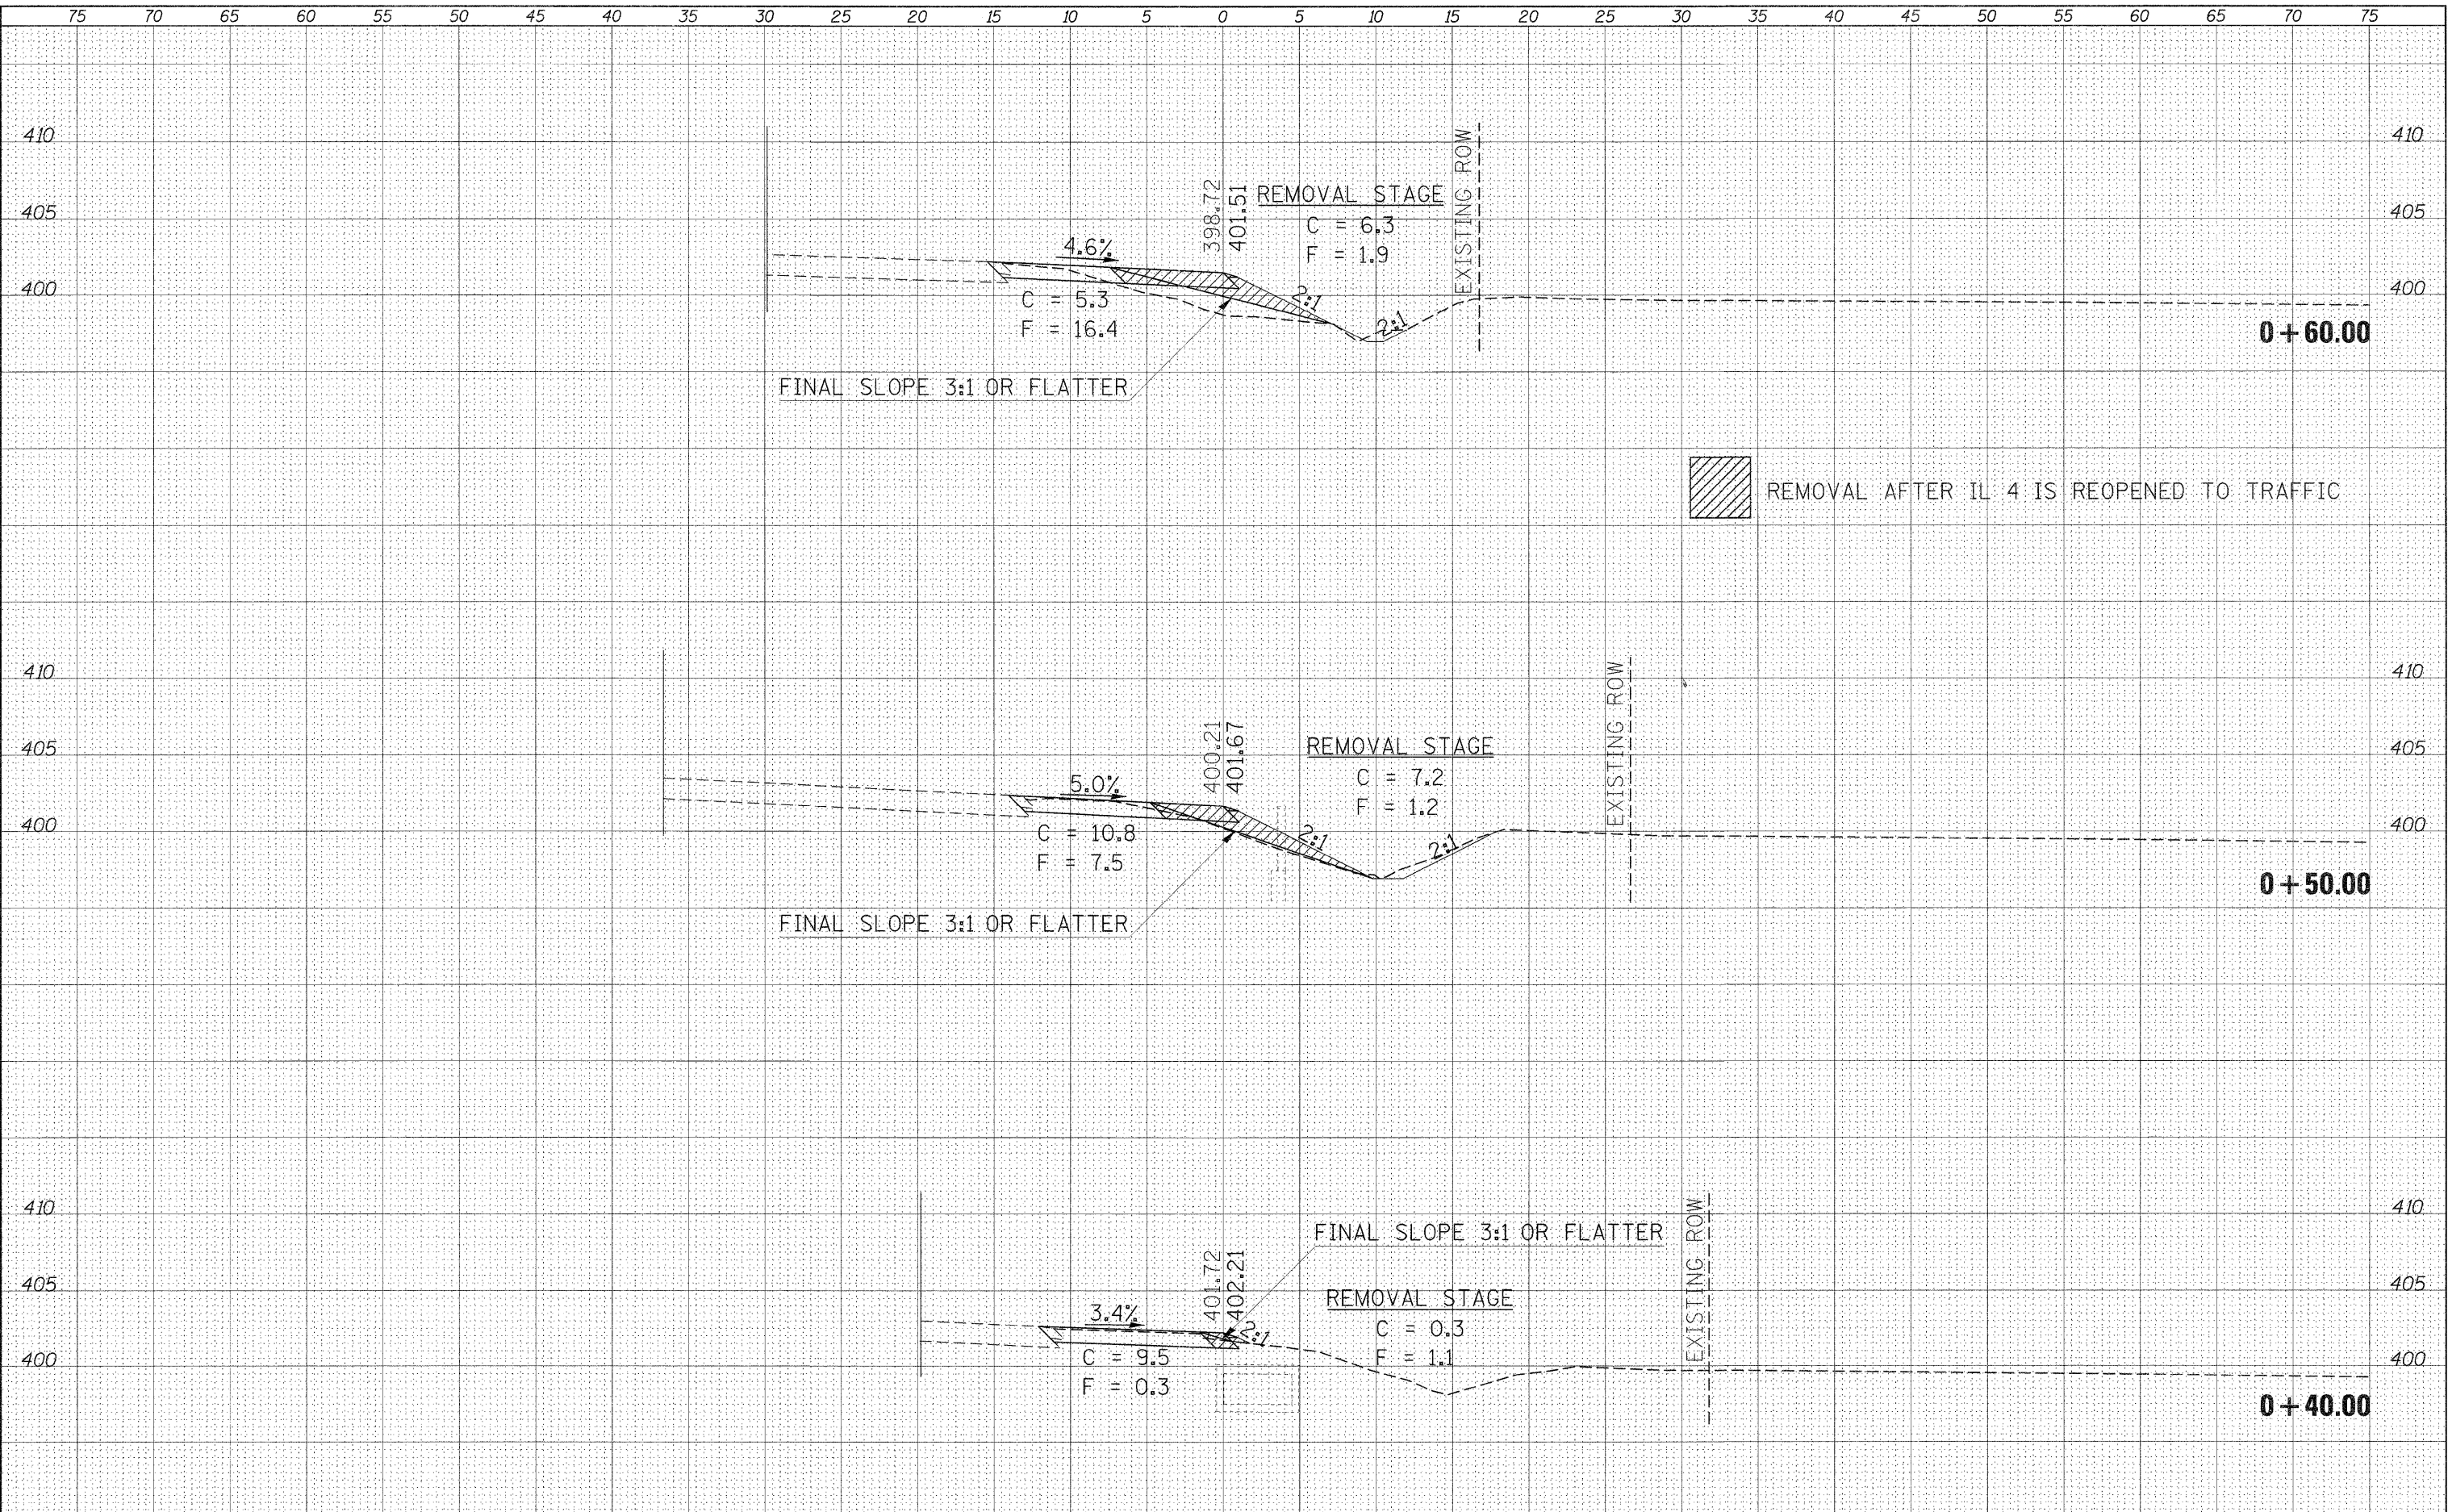 75 70 65 60 55 50 45 40 35 30 25 20 15 10 5 0 5 10 15 20 25 30 35 40 45 50 55 60 65 70 75
410 EXISTING ROW 410
405 398.72 401.51 REMOVAL STAGE 405
C = 6.3
4.6% F = 1.9
400 2:1 400
C = 5.3
F = 16.4 2:1 0+60.00
FINAL SLOPE 3:1 OR FLATTER
REMOVAL AFTER IL 4 IS REOPENED TO TRAFFIC
410 EXISTING ROW 410
405 400.21 401.67 REMOVAL STAGE 405
5.0% C = 7.2
F = 1.2
400 C = 10.8 2:1 2:1 400
F = 7.5
0+50.00
FINAL SLOPE 3:1 OR FLATTER
410 EXISTING ROW 410
FINAL SLOPE 3:1 OR FLATTER
405 401.72 402.21 405
REMOVAL STAGE
3.4% C = 0.3
2:1
400 C = 9.5 F = 1.1 400
F = 0.3
0+40.00